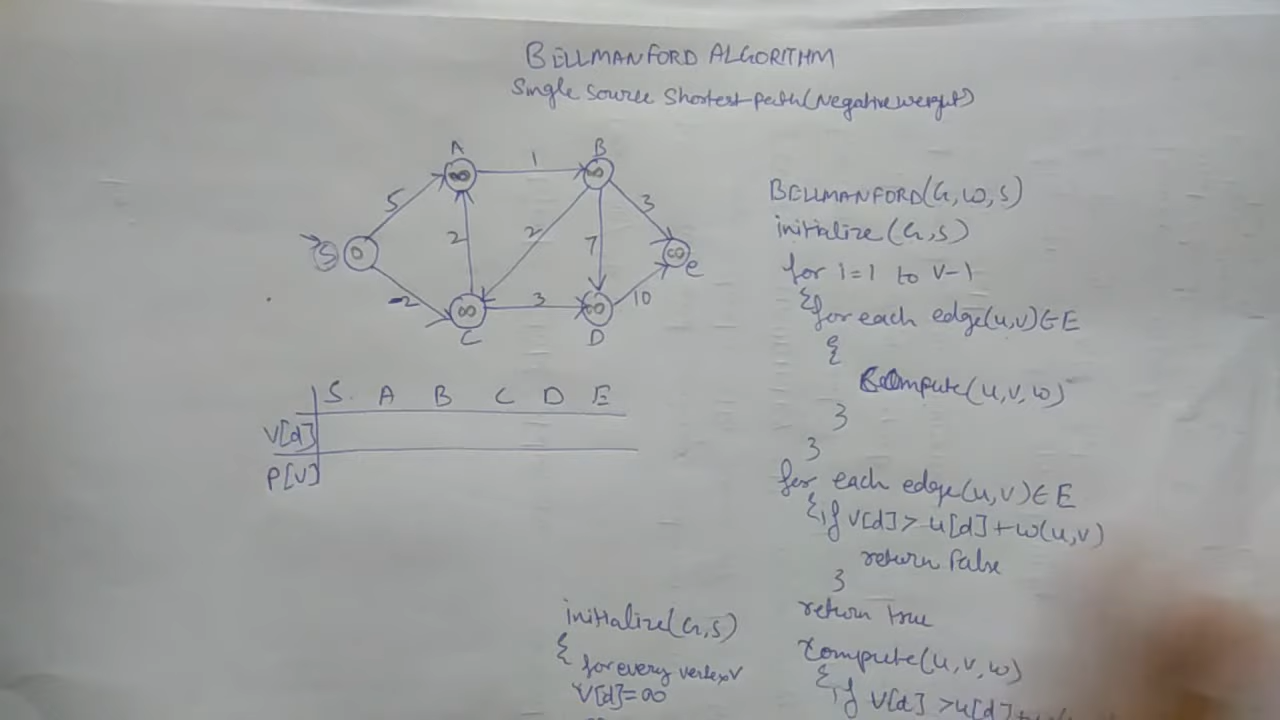 BELLMANFORD ALGORITHM
Single Source Shortest path (Negative weight)
A 1 B
5 3
S 0 ∞ ∞
2 2 7 ∞ e
-2 10
∞ 3 ∞
C D
S. A B C D E
V[d]
P[V]
BELLMANFORD(G, W, S)
initialize (G, S)
for i=1 to V-1
{for each edge(u,v)∈E
{
Compute(u,v,w)
}
}
for each edge(u,v)∈E
{if v[d] > u[d]+w(u,v)
return False
}
return true
initialize(G,S)
{
for every vertex V
V[d]=∞
Compute(u,v,w)
{if v[d] >u[d]+